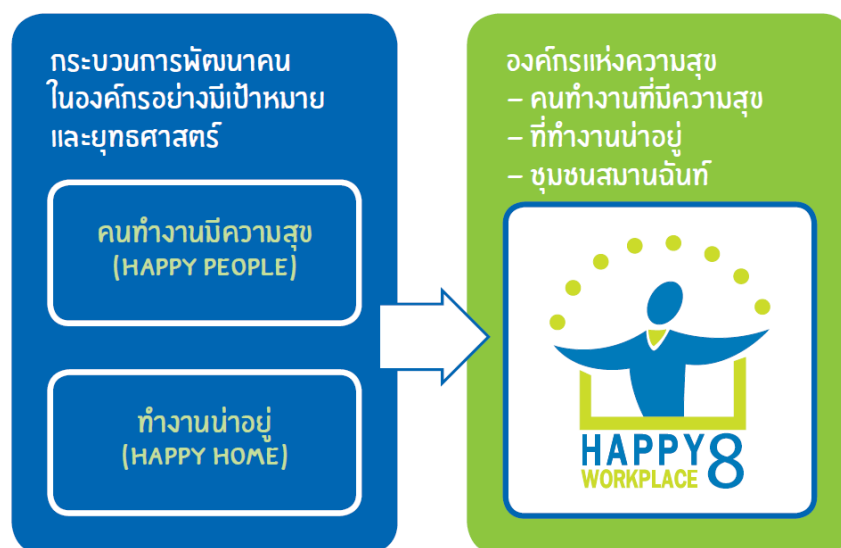 กระบวนการพัฒนาคน
ในองค์กรอย่างมีเป้าหมาย
และยุทธศาสตร์
คนทำงานมีความสุข
(HAPPY PEOPLE)
ทำงานน่าอยู่
(HAPPY HOME)
องค์กรแห่งความสุข
– คนทำงานที่มีความสุข
– ที่ทำงานน่าอยู่
– ชุมชนสมานฉันท์
HAPPY 8
WORKPLACE